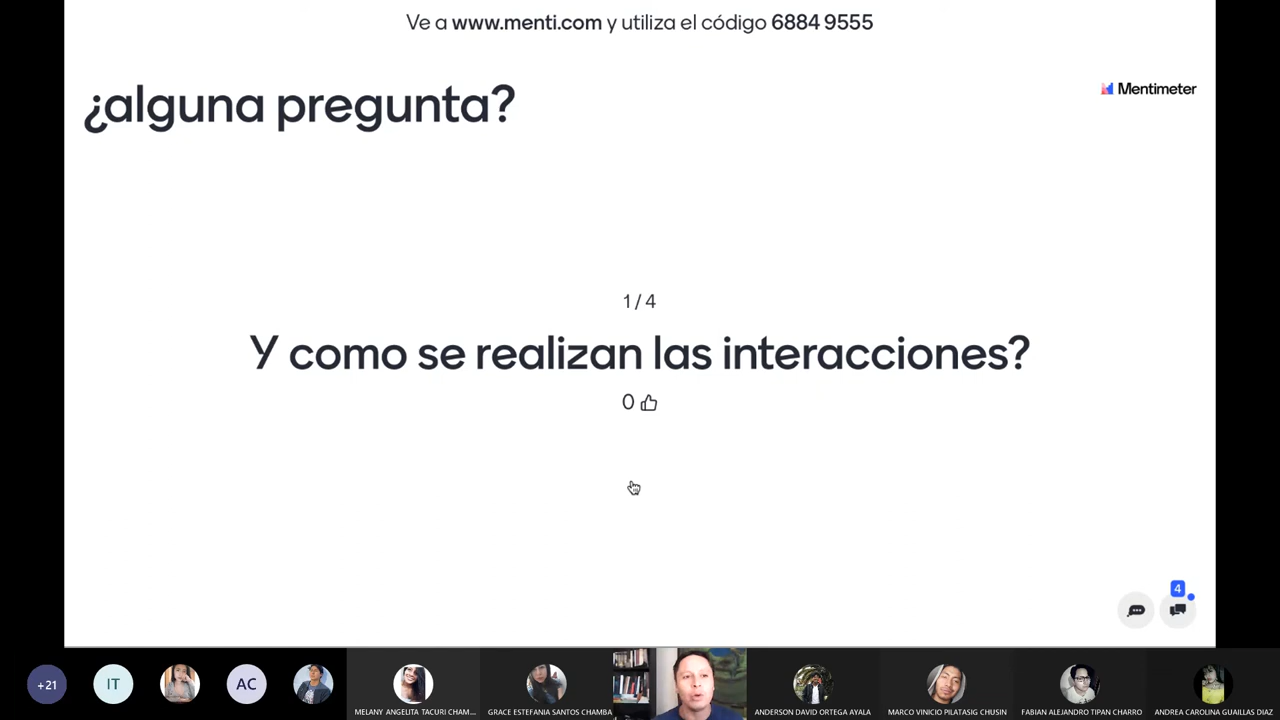 Ve a www.menti.com y utiliza el código 6884 9555
¿alguna pregunta?
Mentimeter
1 / 4
Y como se realizan las interacciones?
0
4
+21
IT
AC
MELANY ANGELITA TACURI CHAM...
GRACE ESTEFANIA SANTOS CHAMBA
ANDERSON DAVID ORTEGA AYALA
MARCO VINICIO PILATASIG CHUSIN
FABIAN ALEJANDRO TIPAN CHARRO
ANDREA CAROLINA GUAILLAS DIAZ